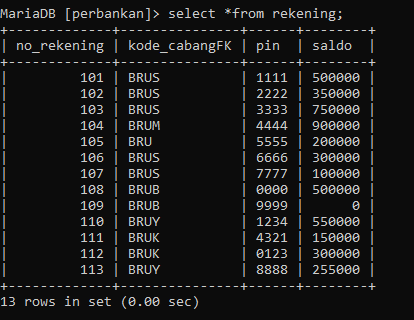 MariaDB [perbankan]> select *from rekening;
+-------------+---------------+------+--------+
| no_rekening | kode_cabangFK | pin  | saldo  |
+-------------+---------------+------+--------+
|         101 | BRUS          | 1111 | 500000 |
|         102 | BRUS          | 2222 | 350000 |
|         103 | BRUS          | 3333 | 750000 |
|         104 | BRUM          | 4444 | 900000 |
|         105 | BRU           | 5555 | 200000 |
|         106 | BRUS          | 6666 | 300000 |
|         107 | BRUS          | 7777 | 100000 |
|         108 | BRUB          | 0000 | 500000 |
|         109 | BRUB          | 9999 |      0 |
|         110 | BRUY          | 1234 | 550000 |
|         111 | BRUK          | 4321 | 150000 |
|         112 | BRUK          | 0123 | 300000 |
|         113 | BRUY          | 8888 | 255000 |
+-------------+---------------+------+--------+
13 rows in set (0.00 sec)